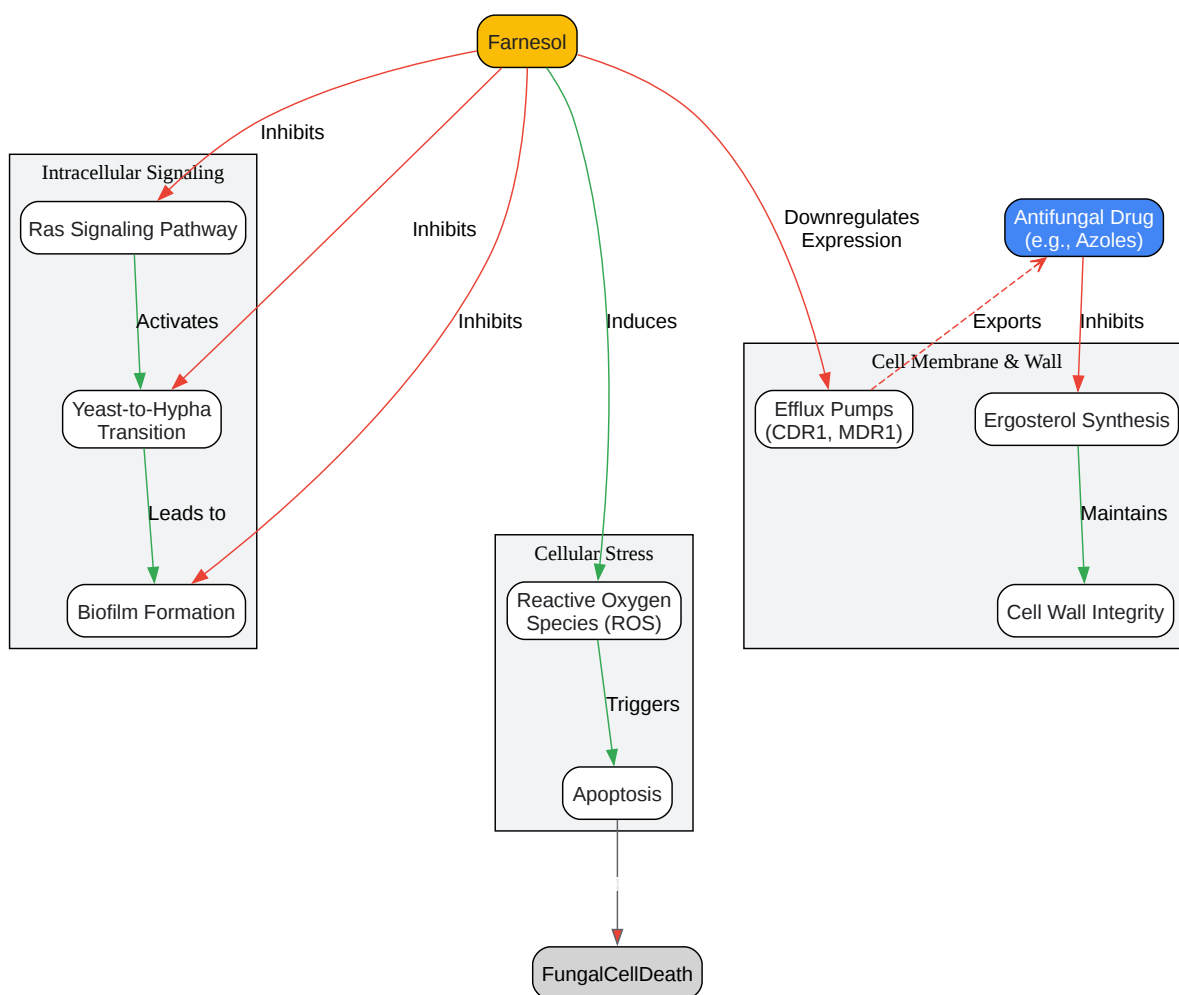 Farnesol
Inhibits
Intracellular Signaling
Ras Signaling Pathway
Inhibits
Downregulates
Expression
Antifungal Drug
(e.g., Azoles)
Activates
Inhibits
Induces
Exports
Inhibits
Cell Membrane & Wall
Yeast-to-Hypha
Transition
Efflux Pumps
(CDR1, MDR1)
Ergosterol Synthesis
Leads to
Maintains
Cellular Stress
Biofilm Formation
Reactive Oxygen
Species (ROS)
Cell Wall Integrity
Triggers
Apoptosis
FungalCellDeath